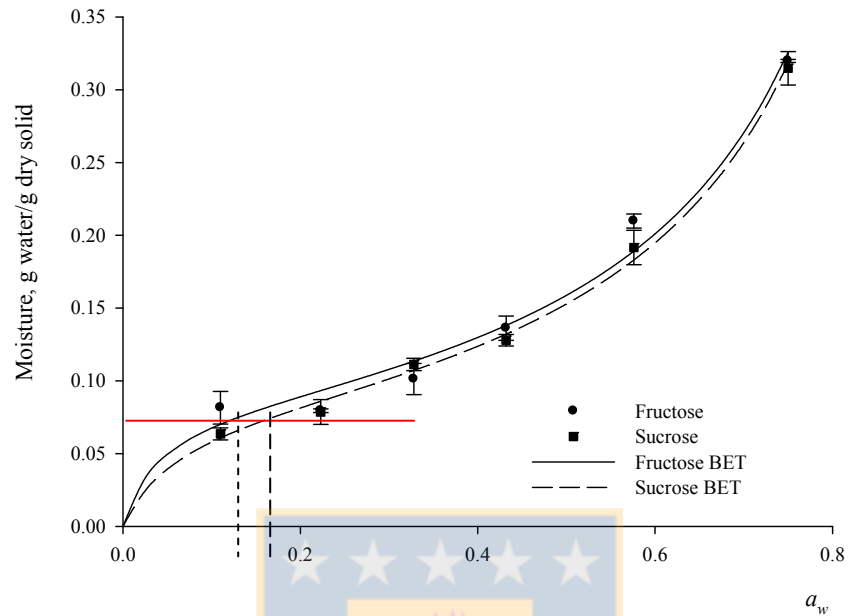 0.35
0.30
0.25
0.20
0.15
0.10
0.05
0.00
Moisture, g water/g dry solid
Fructose
Sucrose
Fructose BET
Sucrose BET
0.0 0.2 0.4 0.6 0.8
a_w